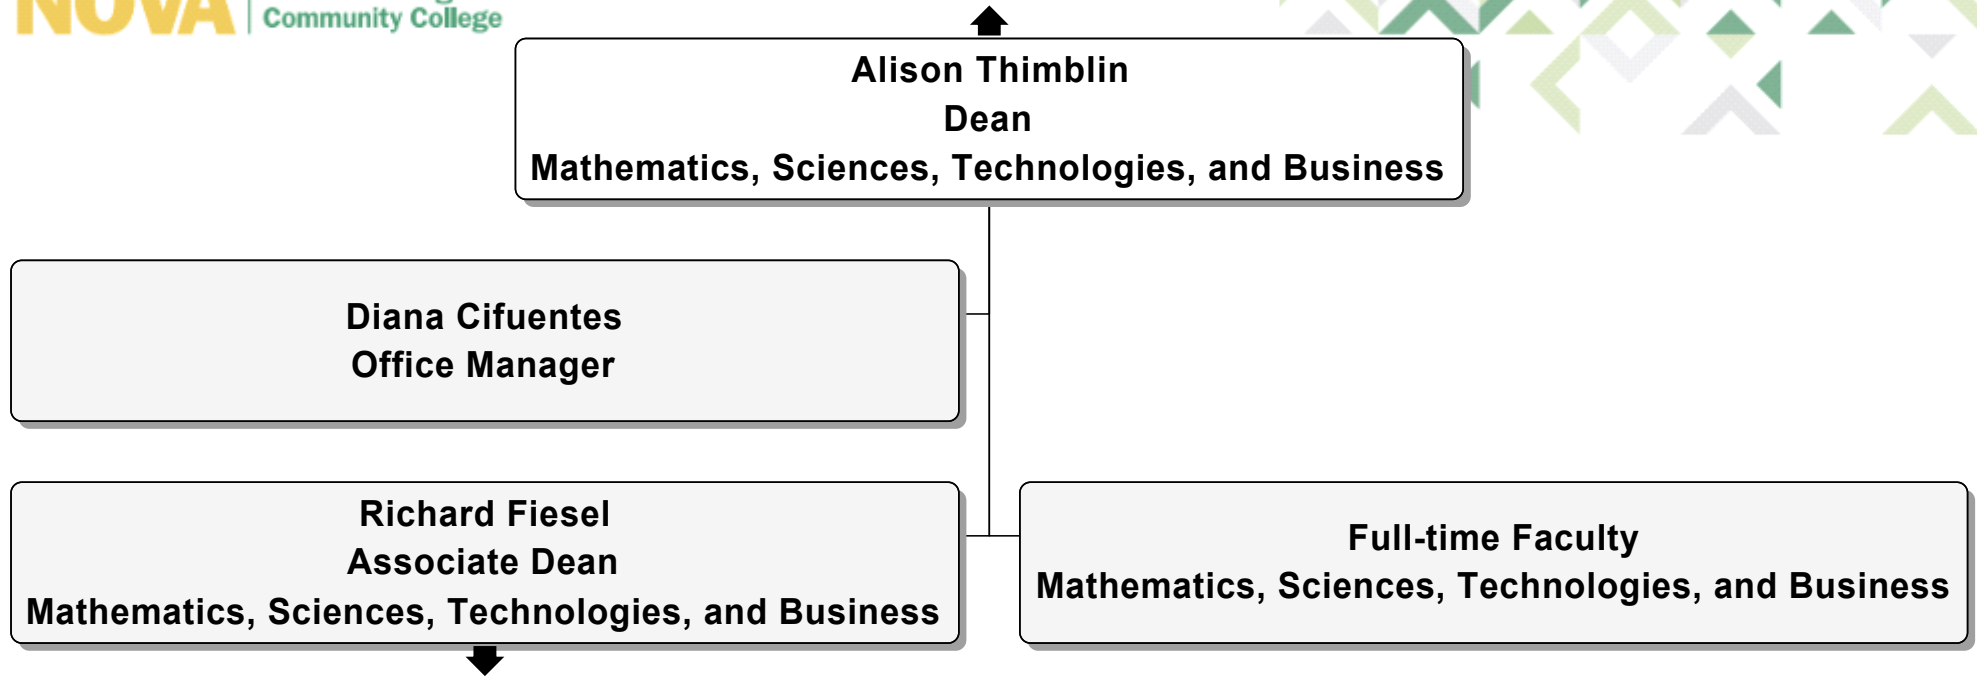 NOVA
Community College
Alison Thimblin
Dean
Mathematics, Sciences, Technologies, and Business
Diana Cifuentes
Office Manager
Richard Fiesel
Associate Dean
Mathematics, Sciences, Technologies, and Business
Full-time Faculty
Mathematics, Sciences, Technologies, and Business